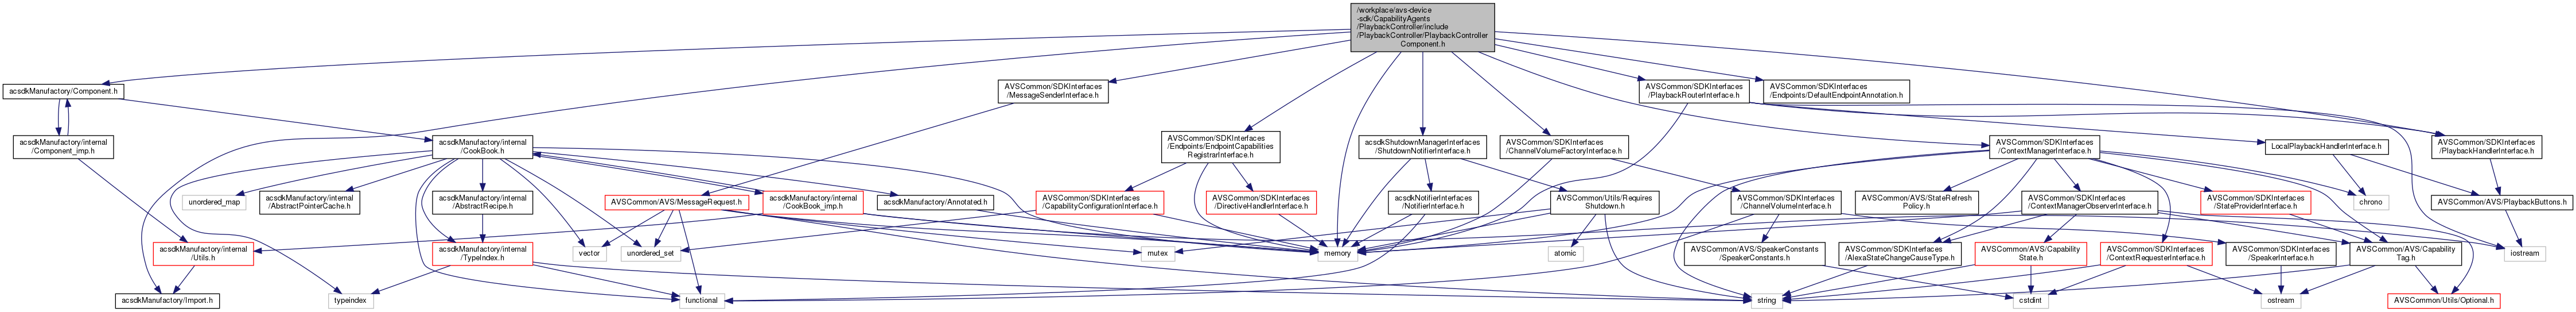 /workplace/avs-device
-sdk/CapabilityAgents
/PlaybackController/include
/PlaybackController/PlaybackController
Component.h
acsdkManufactory/Component.h
AVSCommon/SDKInterfaces
/MessageSenderInterface.h
AVSCommon/SDKInterfaces
/PlaybackRouterInterface.h
AVSCommon/SDKInterfaces
/Endpoints/DefaultEndpointAnnotation.h
acsdkManufactory/internal
/Component_imp.h
acsdkManufactory/internal
/CookBook.h
AVSCommon/SDKInterfaces
/Endpoints/EndpointCapabilities
RegistrarInterface.h
acsdkShutdownManagerInterfaces
/ShutdownNotifierInterface.h
AVSCommon/SDKInterfaces
/ChannelVolumeFactoryInterface.h
AVSCommon/SDKInterfaces
/ContextManagerInterface.h
LocalPlaybackHandlerInterface.h
AVSCommon/SDKInterfaces
/PlaybackHandlerInterface.h
unordered_map
acsdkManufactory/internal
/AbstractPointerCache.h
acsdkManufactory/internal
/AbstractRecipe.h
AVSCommon/AVS/MessageRequest.h
acsdkManufactory/internal
/CookBook_imp.h
acsdkManufactory/Annotated.h
AVSCommon/SDKInterfaces
/CapabilityConfigurationInterface.h
AVSCommon/SDKInterfaces
/DirectiveHandlerInterface.h
acsdkNotifierInterfaces
/NotifierInterface.h
AVSCommon/Utils/Requires
Shutdown.h
AVSCommon/SDKInterfaces
/ChannelVolumeInterface.h
AVSCommon/AVS/StateRefresh
Policy.h
AVSCommon/SDKInterfaces
/ContextManagerObserverInterface.h
AVSCommon/SDKInterfaces
/StateProviderInterface.h
chrono
AVSCommon/AVS/PlaybackButtons.h
acsdkManufactory/internal
/Utils.h
acsdkManufactory/internal
/TypeIndex.h
vector
unordered_set
mutex
memory
atomic
AVSCommon/AVS/SpeakerConstants
/SpeakerConstants.h
AVSCommon/SDKInterfaces
/AlexaStateChangeCauseType.h
AVSCommon/AVS/Capability
State.h
AVSCommon/SDKInterfaces
/ContextRequesterInterface.h
AVSCommon/SDKInterfaces
/SpeakerInterface.h
AVSCommon/AVS/Capability
Tag.h
iostream
acsdkManufactory/Import.h
typeindex
functional
string
cstdint
ostream
AVSCommon/Utils/Optional.h